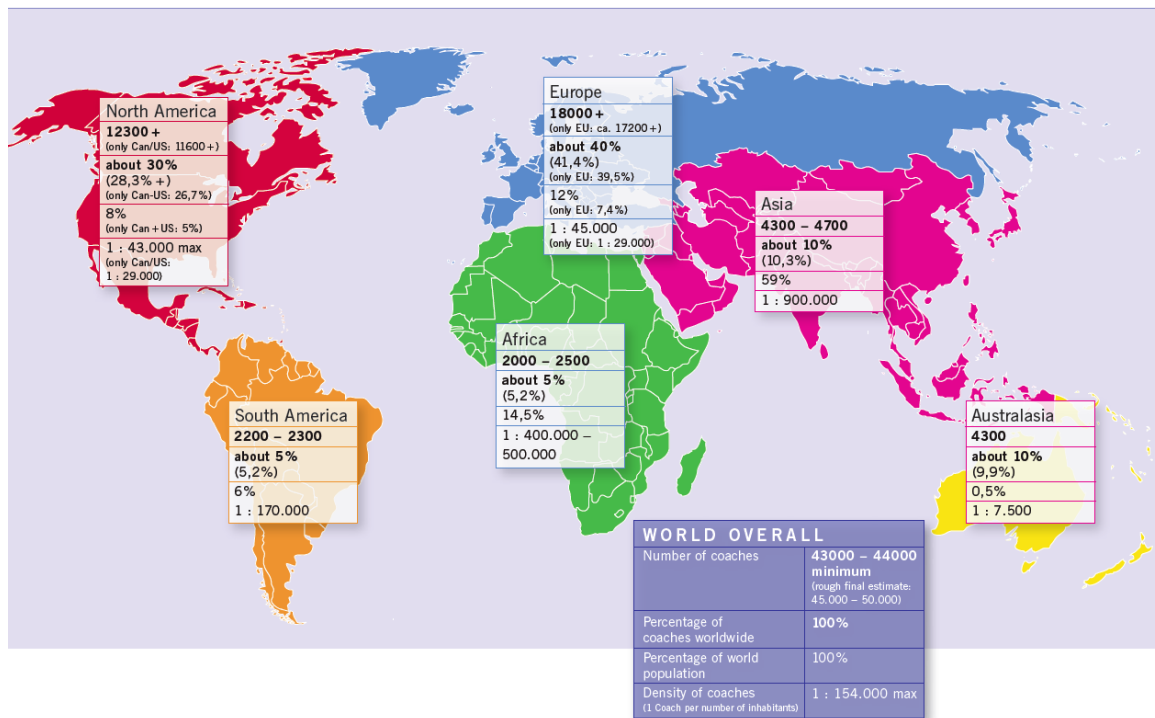 North America
12300 +
(only Can/US: 11600 +)
about 30%
(28,3% +)
(only Can-US: 26,7%)
8%
(only Can + US: 5%)
1 : 43.000 max
(only Can/US:
1 : 29.000)
Europe
18000 +
(only EU: ca. 17200 +)
about 40%
(41,4%)
(only EU: 39,5%)
12%
(only EU: 7,4%)
1 : 45.000
(only EU: 1 : 29.000)
Asia
4300 – 4700
about 10%
(10,3%)
59%
1 : 900.000
Africa
2000 – 2500
about 5%
(5,2%)
14,5%
1 : 400.000 –
500.000
South America
2200 – 2300
about 5%
(5,2%)
6%
1 : 170.000
Australasia
4300
about 10%
(9,9%)
0,5%
1 : 7.500
WORLD OVERALL
Number of coaches 43000 – 44000
minimum
(rough final estimate:
45.000 – 50.000)
Percentage of
coaches worldwide 100%
Percentage of world
population 100%
Density of coaches 1 : 154.000 max
(1 Coach per number of inhabitants)